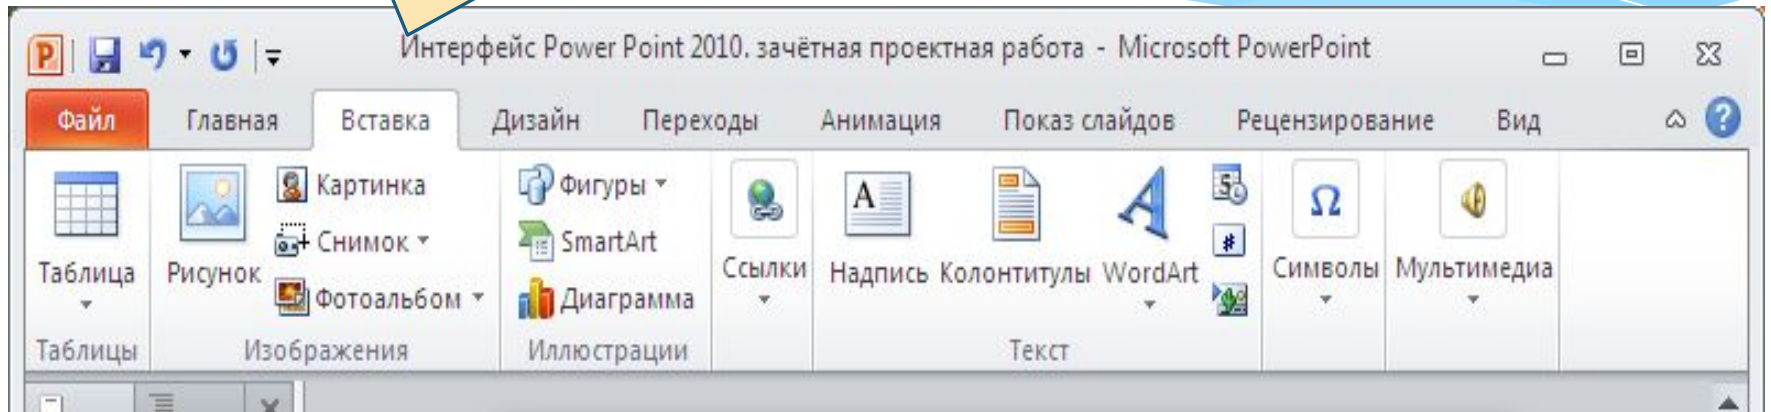 Интерфейс Power Point 2010. зачётная проектная работа - Microsoft PowerPoint
Файл Главная Вставка Дизайн Переходы Анимация Показ слайдов Рецензирование Вид
Таблица
Рисунок
Картинка
Снимок
Фотоальбом
Фигуры
SmartArt
Диаграмма
Ссылки
Надпись
Колонтитулы
WordArt
Символы
Мультимедиа
Таблицы Изображения Иллюстрации Текст